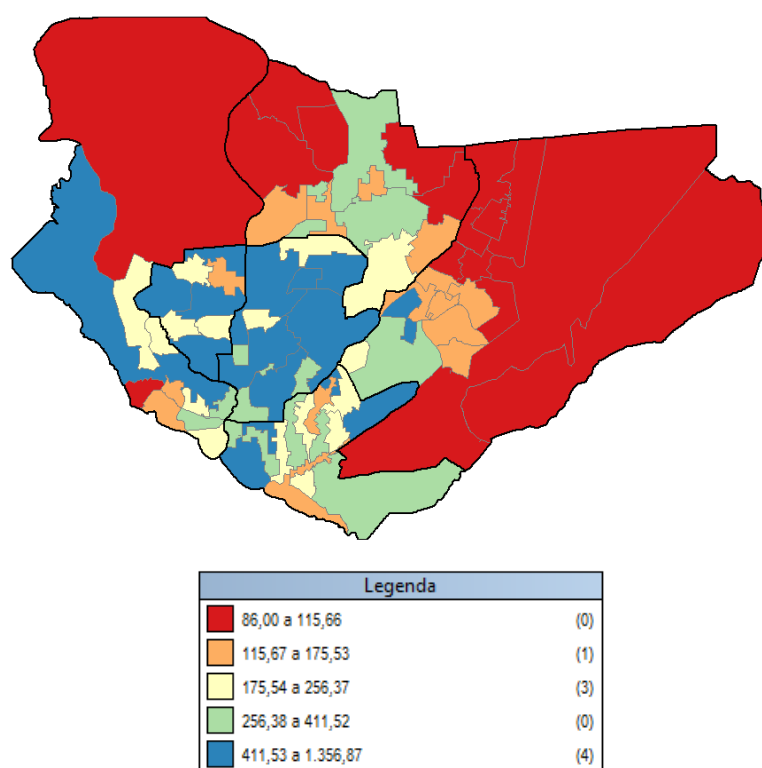 Legenda
86,00 a 115,66 (0)
115,67 a 175,53 (1)
175,54 a 256,37 (3)
256,38 a 411,52 (0)
411,53 a 1.356,87 (4)